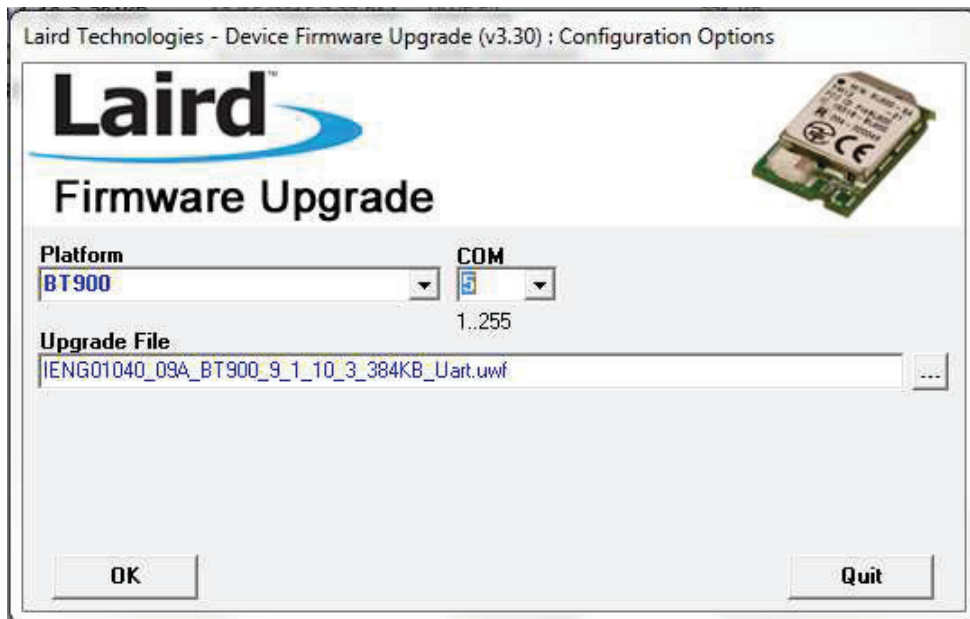 Laird Technologies - Device Firmware Upgrade (v3.30) : Configuration Options
Laird™
Firmware Upgrade
Platform
COM
BT900
5
1..255
Upgrade File
IENG01040_09A_BT900_9_1_10_3_384KB_Uart.uwf
...
OK
Quit